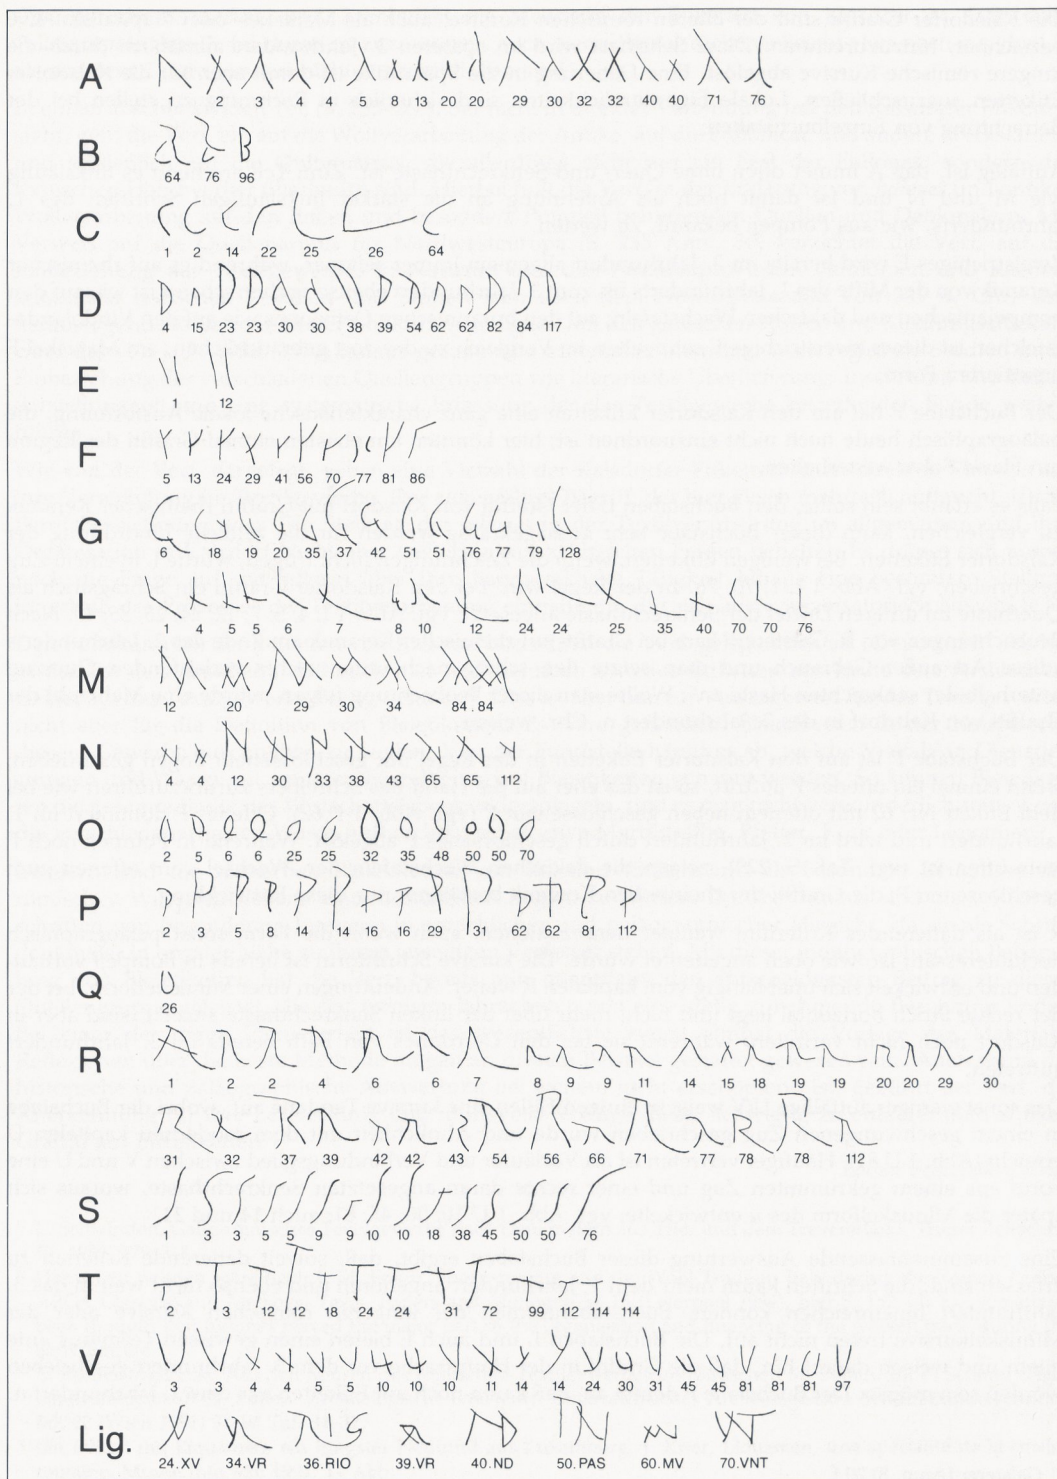 A
1 2 3 4 4 5 8 13 20 20 29 30 32 32 40 40 71 76
B
64 76 96
C
1 2 14 22 25 26 64
D
4 15 23 23 30 30 38 39 54 62 62 82 84 117
E
1 12
F
5 13 24 29 41 56 70 77 81 86
G
6 18 19 20 35 37 42 51 51 76 77 79 128
L
1 4 5 5 6 7 8 10 12 24 24 25 35 40 70 70 76
M
12 20 29 30 34 84 . 84
N
4 4 12 30 33 38 43 65 65 112
O
2 5 6 6 25 25 32 35 48 50 50 70
P
2 3 8 8 14 14 16 16 29 31 62 62 81 112
Q
26
R
1 2 2 4 6 6 7 8 9 9 11 14 15 18 19 19 20 20 29 30
31 32 37 39 42 42 43 54 56 66 71 77 78 78 112
S
1 3 3 5 5 9 9 10 10 18 38 45 50 50 76
T
2 3 12 12 18 24 24 31 72 99 112 114 114
V
3 3 4 4 5 5 10 10 10 11 14 14 24 30 31 45 45 81 81 81 97
Lig.
24.XV 34.VR 36.RIO 39.VR 40.ND 50.PAS 60.MV 70.VNT